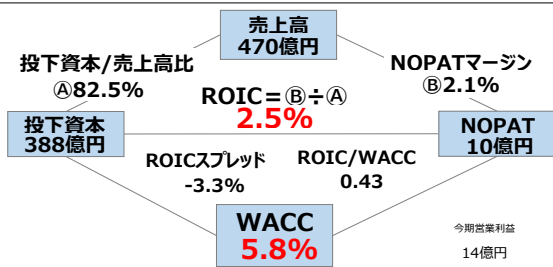 売上高
470億円
投下資本/売上高比
Ⓐ82.5%
NOPATマージン
Ⓑ2.1%
ROIC=Ⓑ÷Ⓐ
2.5%
投下資本
388億円
NOPAT
10億円
ROICスプレッド
-3.3%
ROIC/WACC
0.43
WACC
5.8%
今期営業利益
14億円